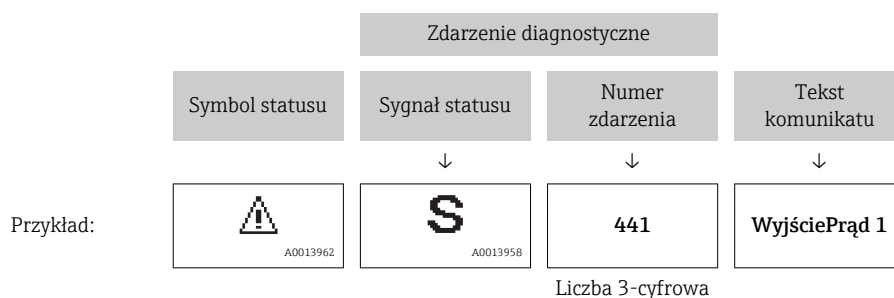 Zdarzenie diagnostyczne
Symbol statusu
Sygnał statusu
Numer
zdarzenia
Tekst
komunikatu
↓
↓
↓
Przykład:
A0013962
S
A0013958
441
WyjściePrąd 1
Liczba 3-cyfrowa